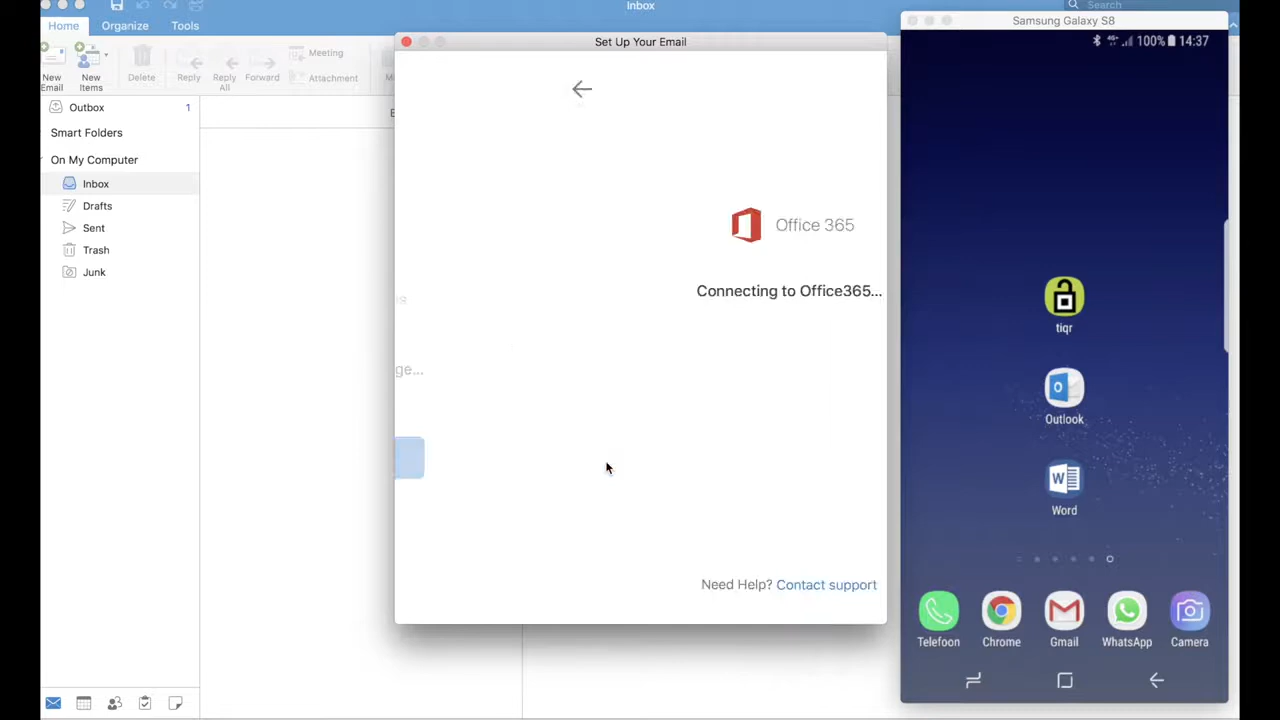 Inbox
Search
Home
Organize
Tools
New
Email
New
Items
Delete
Reply
Reply
All
Forward
Meeting
Attachment
Outbox
1
Smart Folders
On My Computer
Inbox
Drafts
Sent
Trash
Junk
Set Up Your Email
Office 365
Connecting to Office365...
ge...
Need Help? Contact support
Samsung Galaxy S8
100% 14:37
tiqr
Outlook
Word
Telefoon
Chrome
Gmail
WhatsApp
Camera